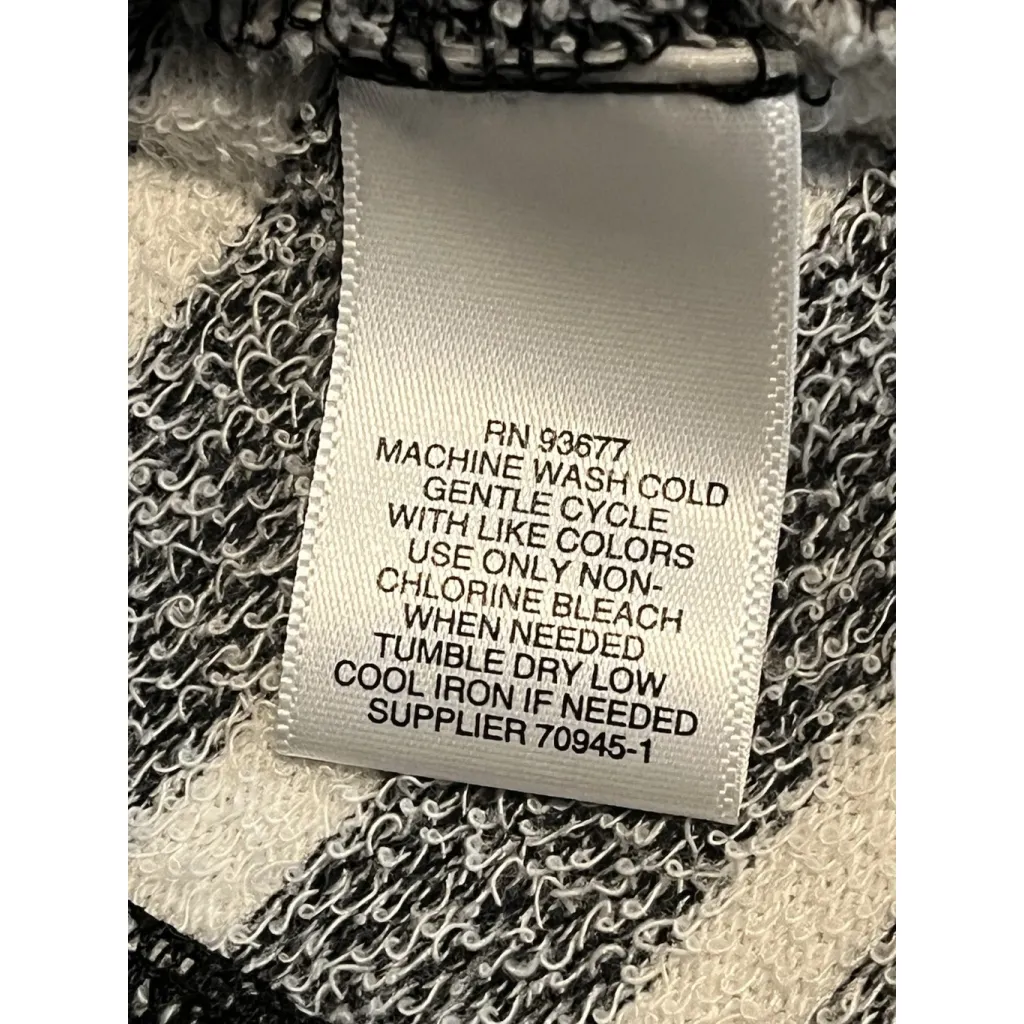 RN 93677
MACHINE WASH COLD
GENTLE CYCLE
WITH LIKE COLORS
USE ONLY NON-
CHLORINE BLEACH
WHEN NEEDED
TUMBLE DRY LOW
COOL IRON IF NEEDED
SUPPLIER 70945-1